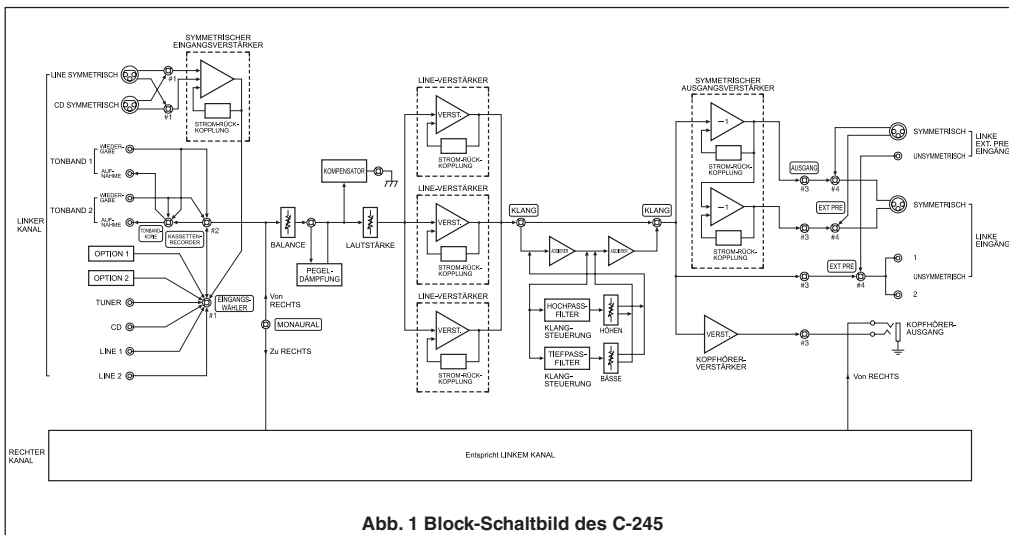 SYMMETRISCHER
EINGANGSVERSTÄRKER
LINE SYMMETRISCH
#1
CD SYMMETRISCH
#1
STROM-RÜCK-
KOPPLUNG
TONBAND 1
WIEDER-
GABE
AUF-
NAHME
TONBAND 2
WIEDER-
GABE
AUF-
NAHME
LINKER
KANAL
TONBAND-
KOPIE
KASSETTEN-
RECORDER
#2
OPTION 1
OPTION 2
TUNER
CD
LINE 1
LINE 2
EINGANGS-
WÄHLER
#1
Von
RECHTS
MONAURAL
Zu RECHTS
BALANCE
PEGEL-
DÄMPFUNG
KOMPENSATOR
LAUTSTÄRKE
LINE-VERSTÄRKER
VERST.
STROM-RÜCK-
KOPPLUNG
LINE-VERSTÄRKER
VERST.
STROM-RÜCK-
KOPPLUNG
LINE-VERSTÄRKER
VERST.
STROM-RÜCK-
KOPPLUNG
KLANG
KLANG
ADDIERER
ADDIERER
HOCHPASS-
FILTER
KLANG-
STEUERUNG
HÖHEN
TIEFPASS-
FILTER
KLANG-
STEUERUNG
BÄSSE
SYMMETRISCHER
AUSGANGSVERSTÄRKER
−1
STROM-RÜCK-
KOPPLUNG
−1
STROM-RÜCK-
KOPPLUNG
AUSGANG
#3
#4
EXT PRE
#3
#4
EXT PRE
#3
#4
SYMMETRISCH
UNSYMMETRISCH
LINKE
EXT. PRE
EINGÄNGE
SYMMETRISCH
1
UNSYMMETRISCH
2
LINKE
EINGÄNGE
VERST.
KOPFHÖRER-
VERSTÄRKER
#3
KOPFHÖRER-
AUSGANG
Von RECHTS
RECHTER
KANAL
Entspricht LINKEM KANAL
Abb. 1 Block-Schaltbild des C-245